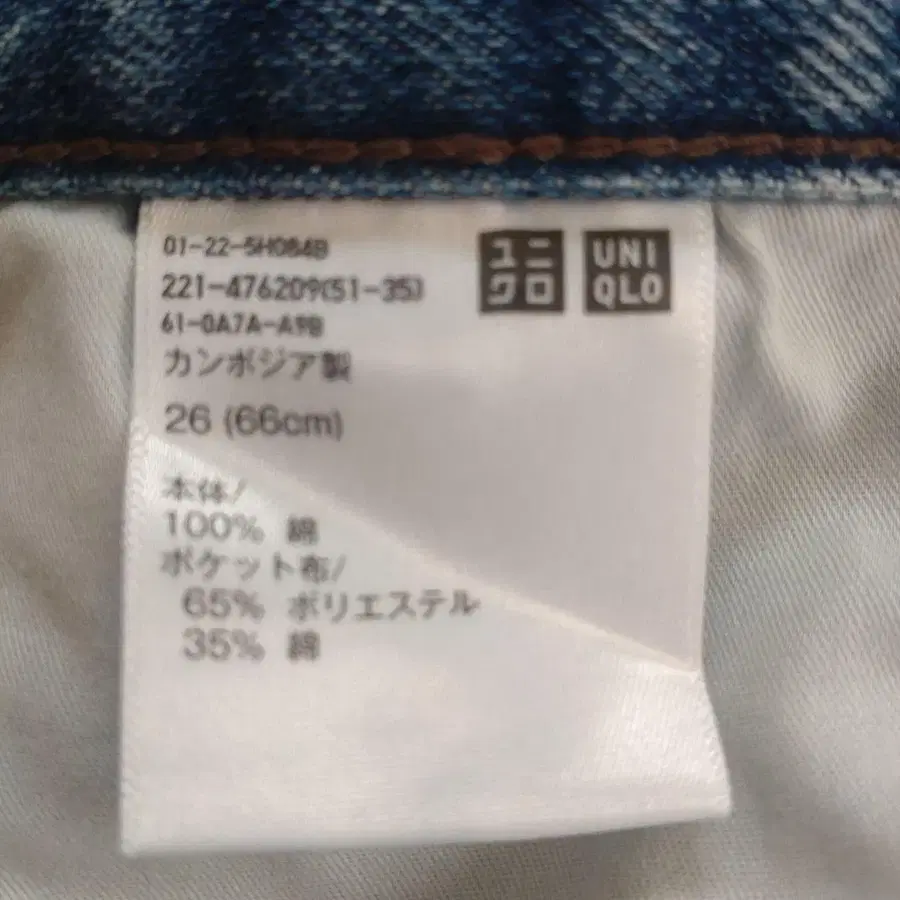 01-22-5H084B
221-476209(51-35)
61-0A7A-A9B
カンボジア製
26 (66cm)
本体/
100% 綿
ポケット布/
65% ポリエステル
35% 綿
ユニ
クロ
UNI
QLO